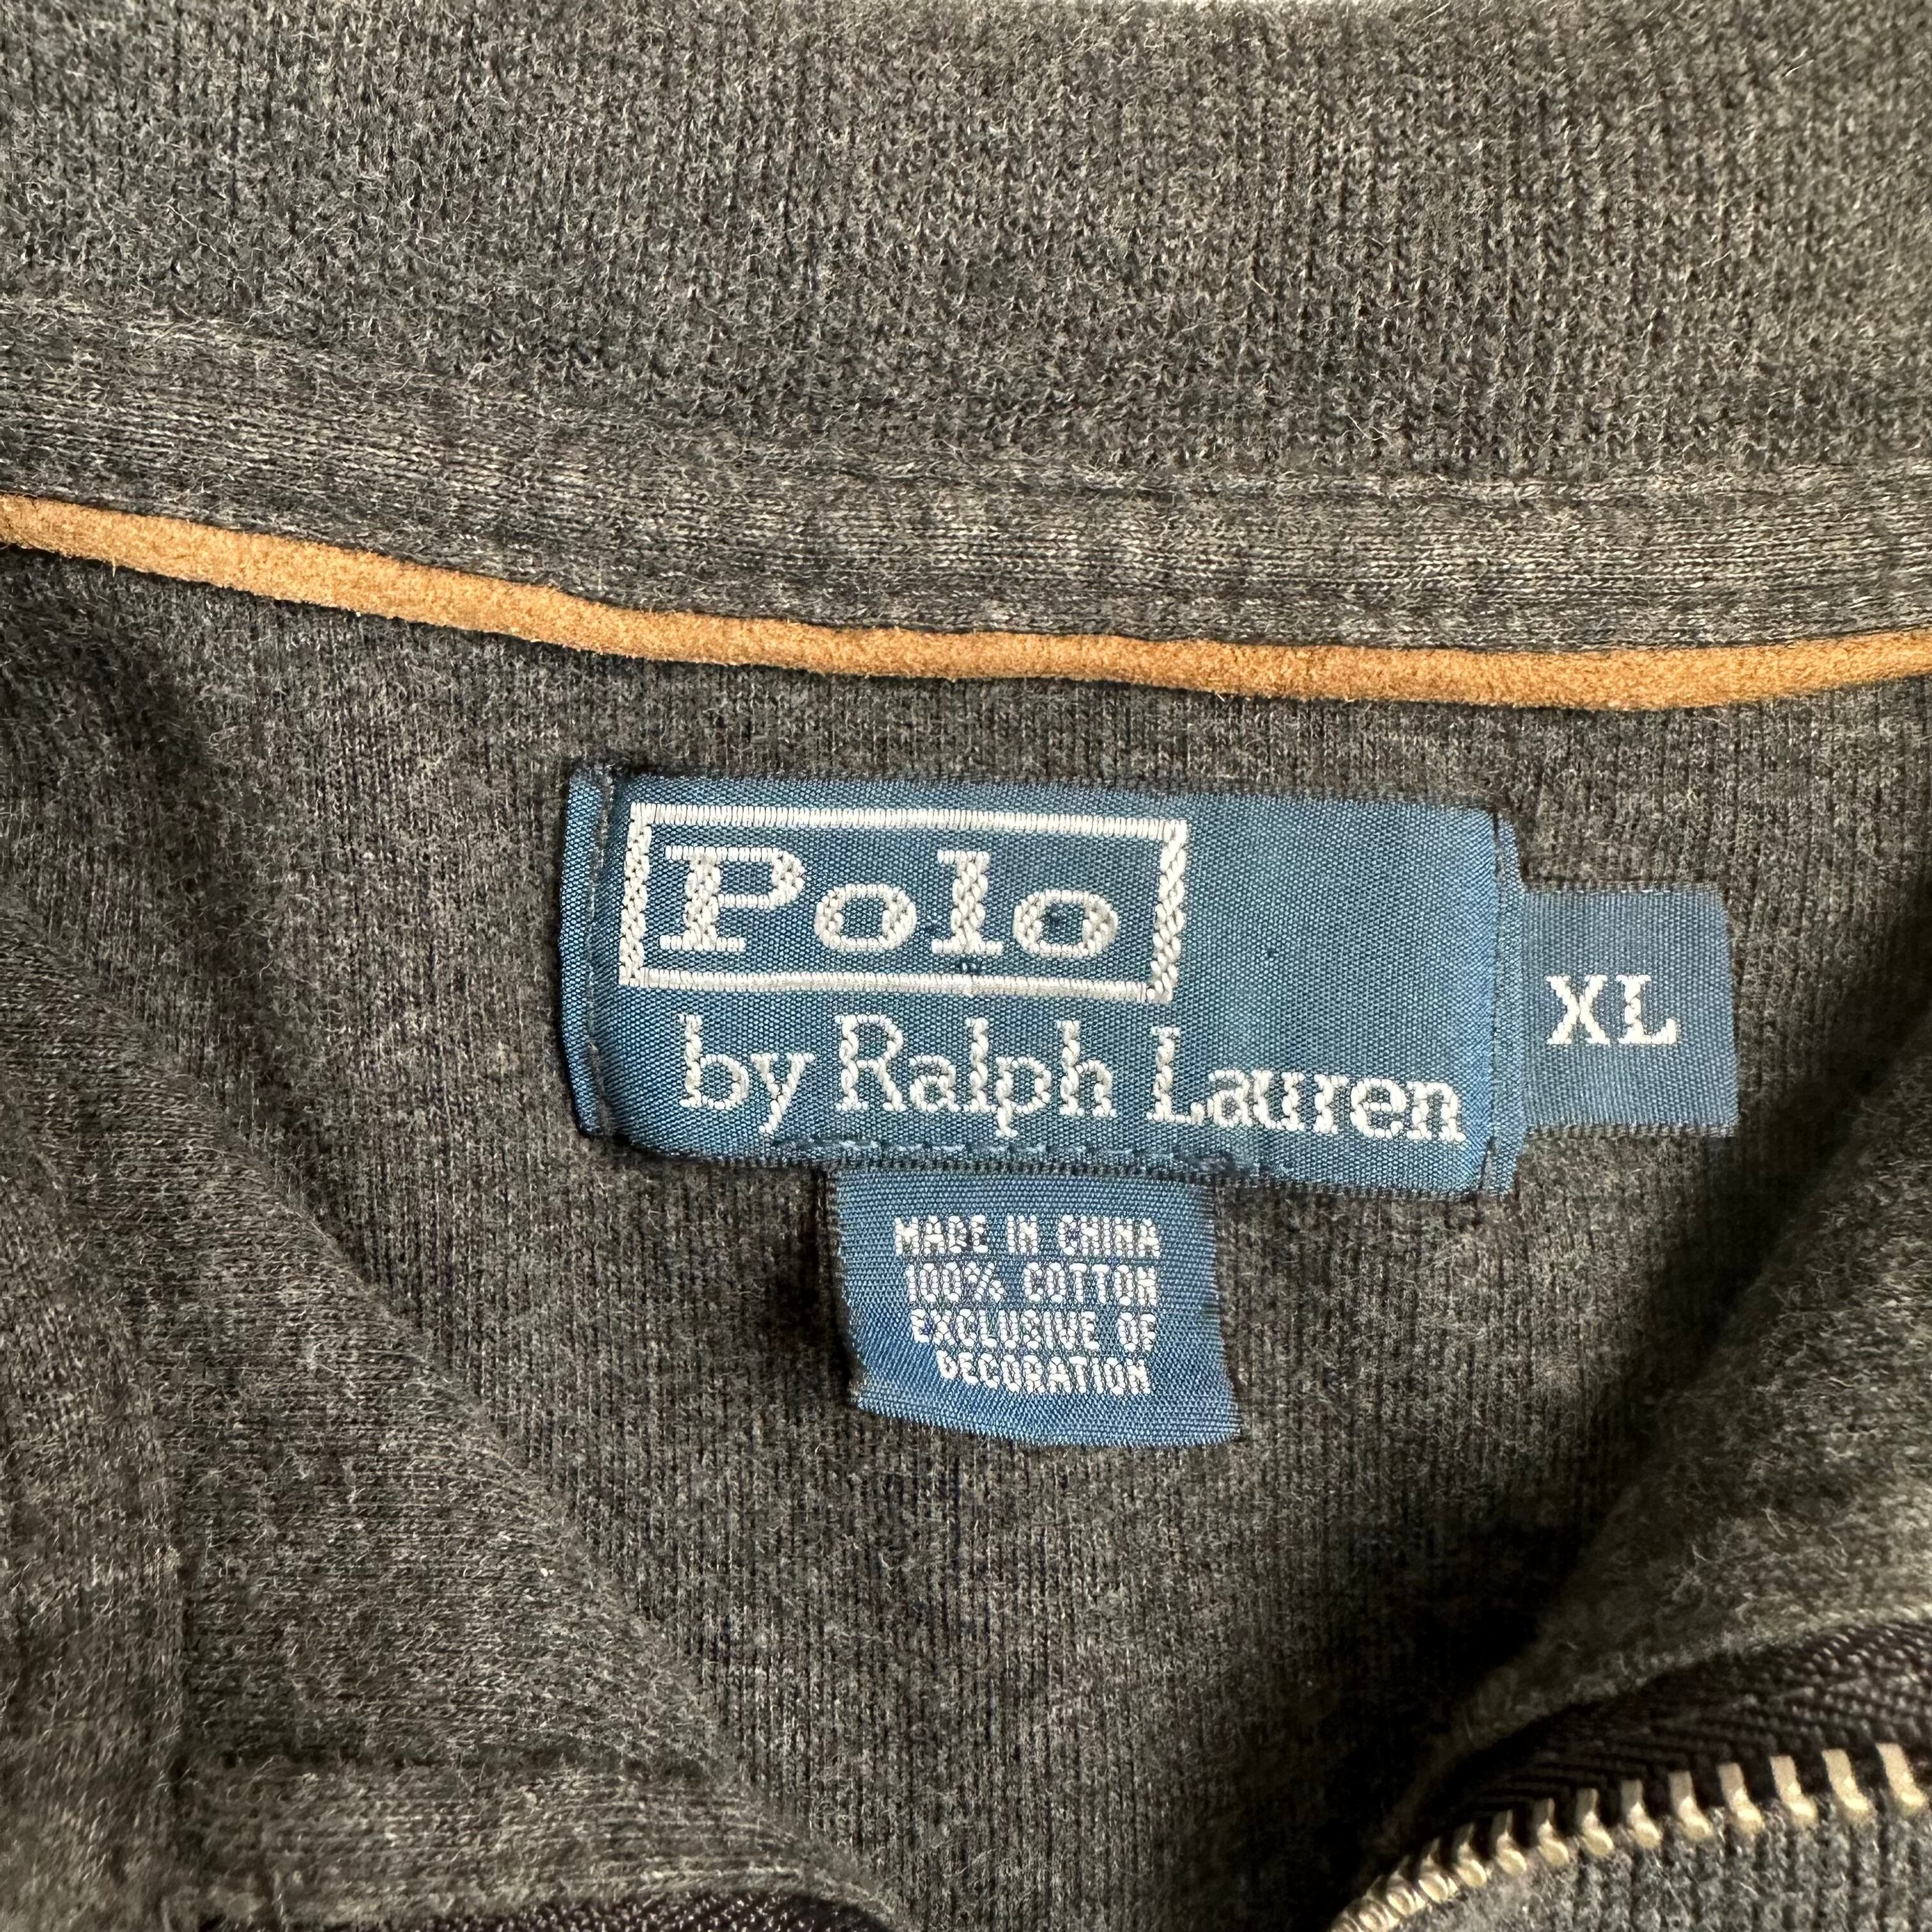 Polo
by Ralph Lauren
XL
MADE IN CHINA
100% COTTON
EXCLUSIVE OF
DECORATION